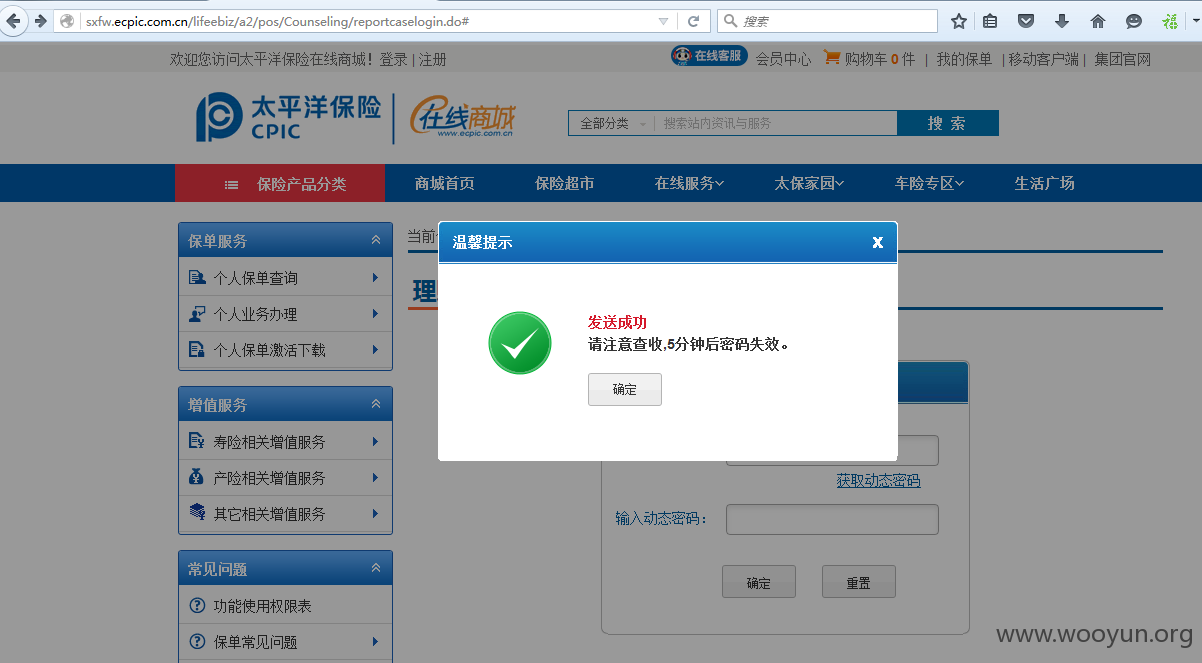 sxfw.ecpic.com.cn/lifeebiz/a2/pos/Counseling/reportcaselogin.do#
搜索
欢迎您访问太平洋保险在线商城！登录 | 注册
在线客服 会员中心 购物车 0 件 | 我的保单 | 移动客户端 | 集团官网
太平洋保险
CPIC
在线商城
www.ecpic.com.cn
全部分类 搜索站内资讯与服务 搜 索
保险产品分类 商城首页 保险超市 在线服务 太保家园 车险专区 生活广场
保单服务
个人保单查询
个人业务办理
个人保单激活下载
增值服务
寿险相关增值服务
产险相关增值服务
其它相关增值服务
常见问题
功能使用权限表
保单常见问题
当前
理
温馨提示 X
发送成功
请注意查收,5分钟后密码失效。
确定
获取动态密码
输入动态密码：
确定 重置
www.wooyun.org